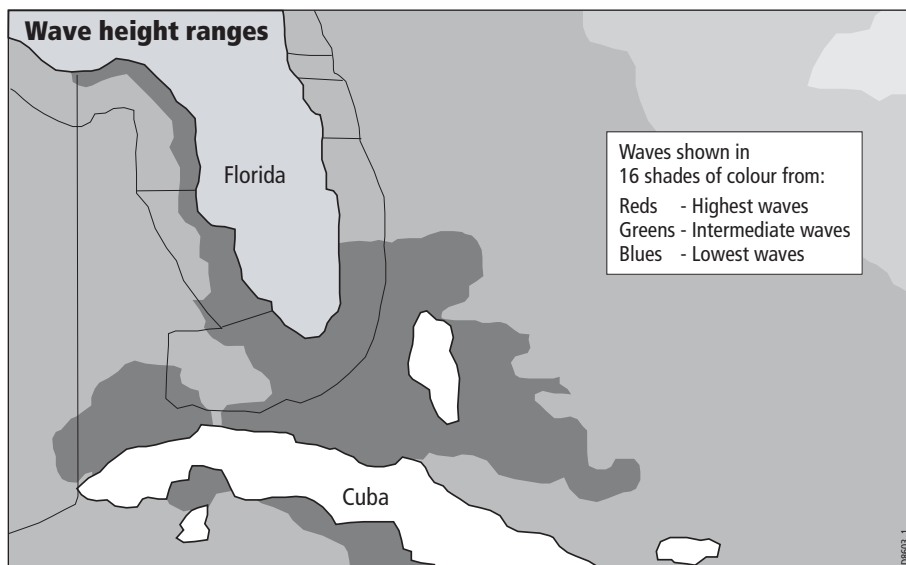 Wave height ranges
Florida
Waves shown in
16 shades of colour from:
Reds - Highest waves
Greens - Intermediate waves
Blues - Lowest waves
Cuba
D8603_1